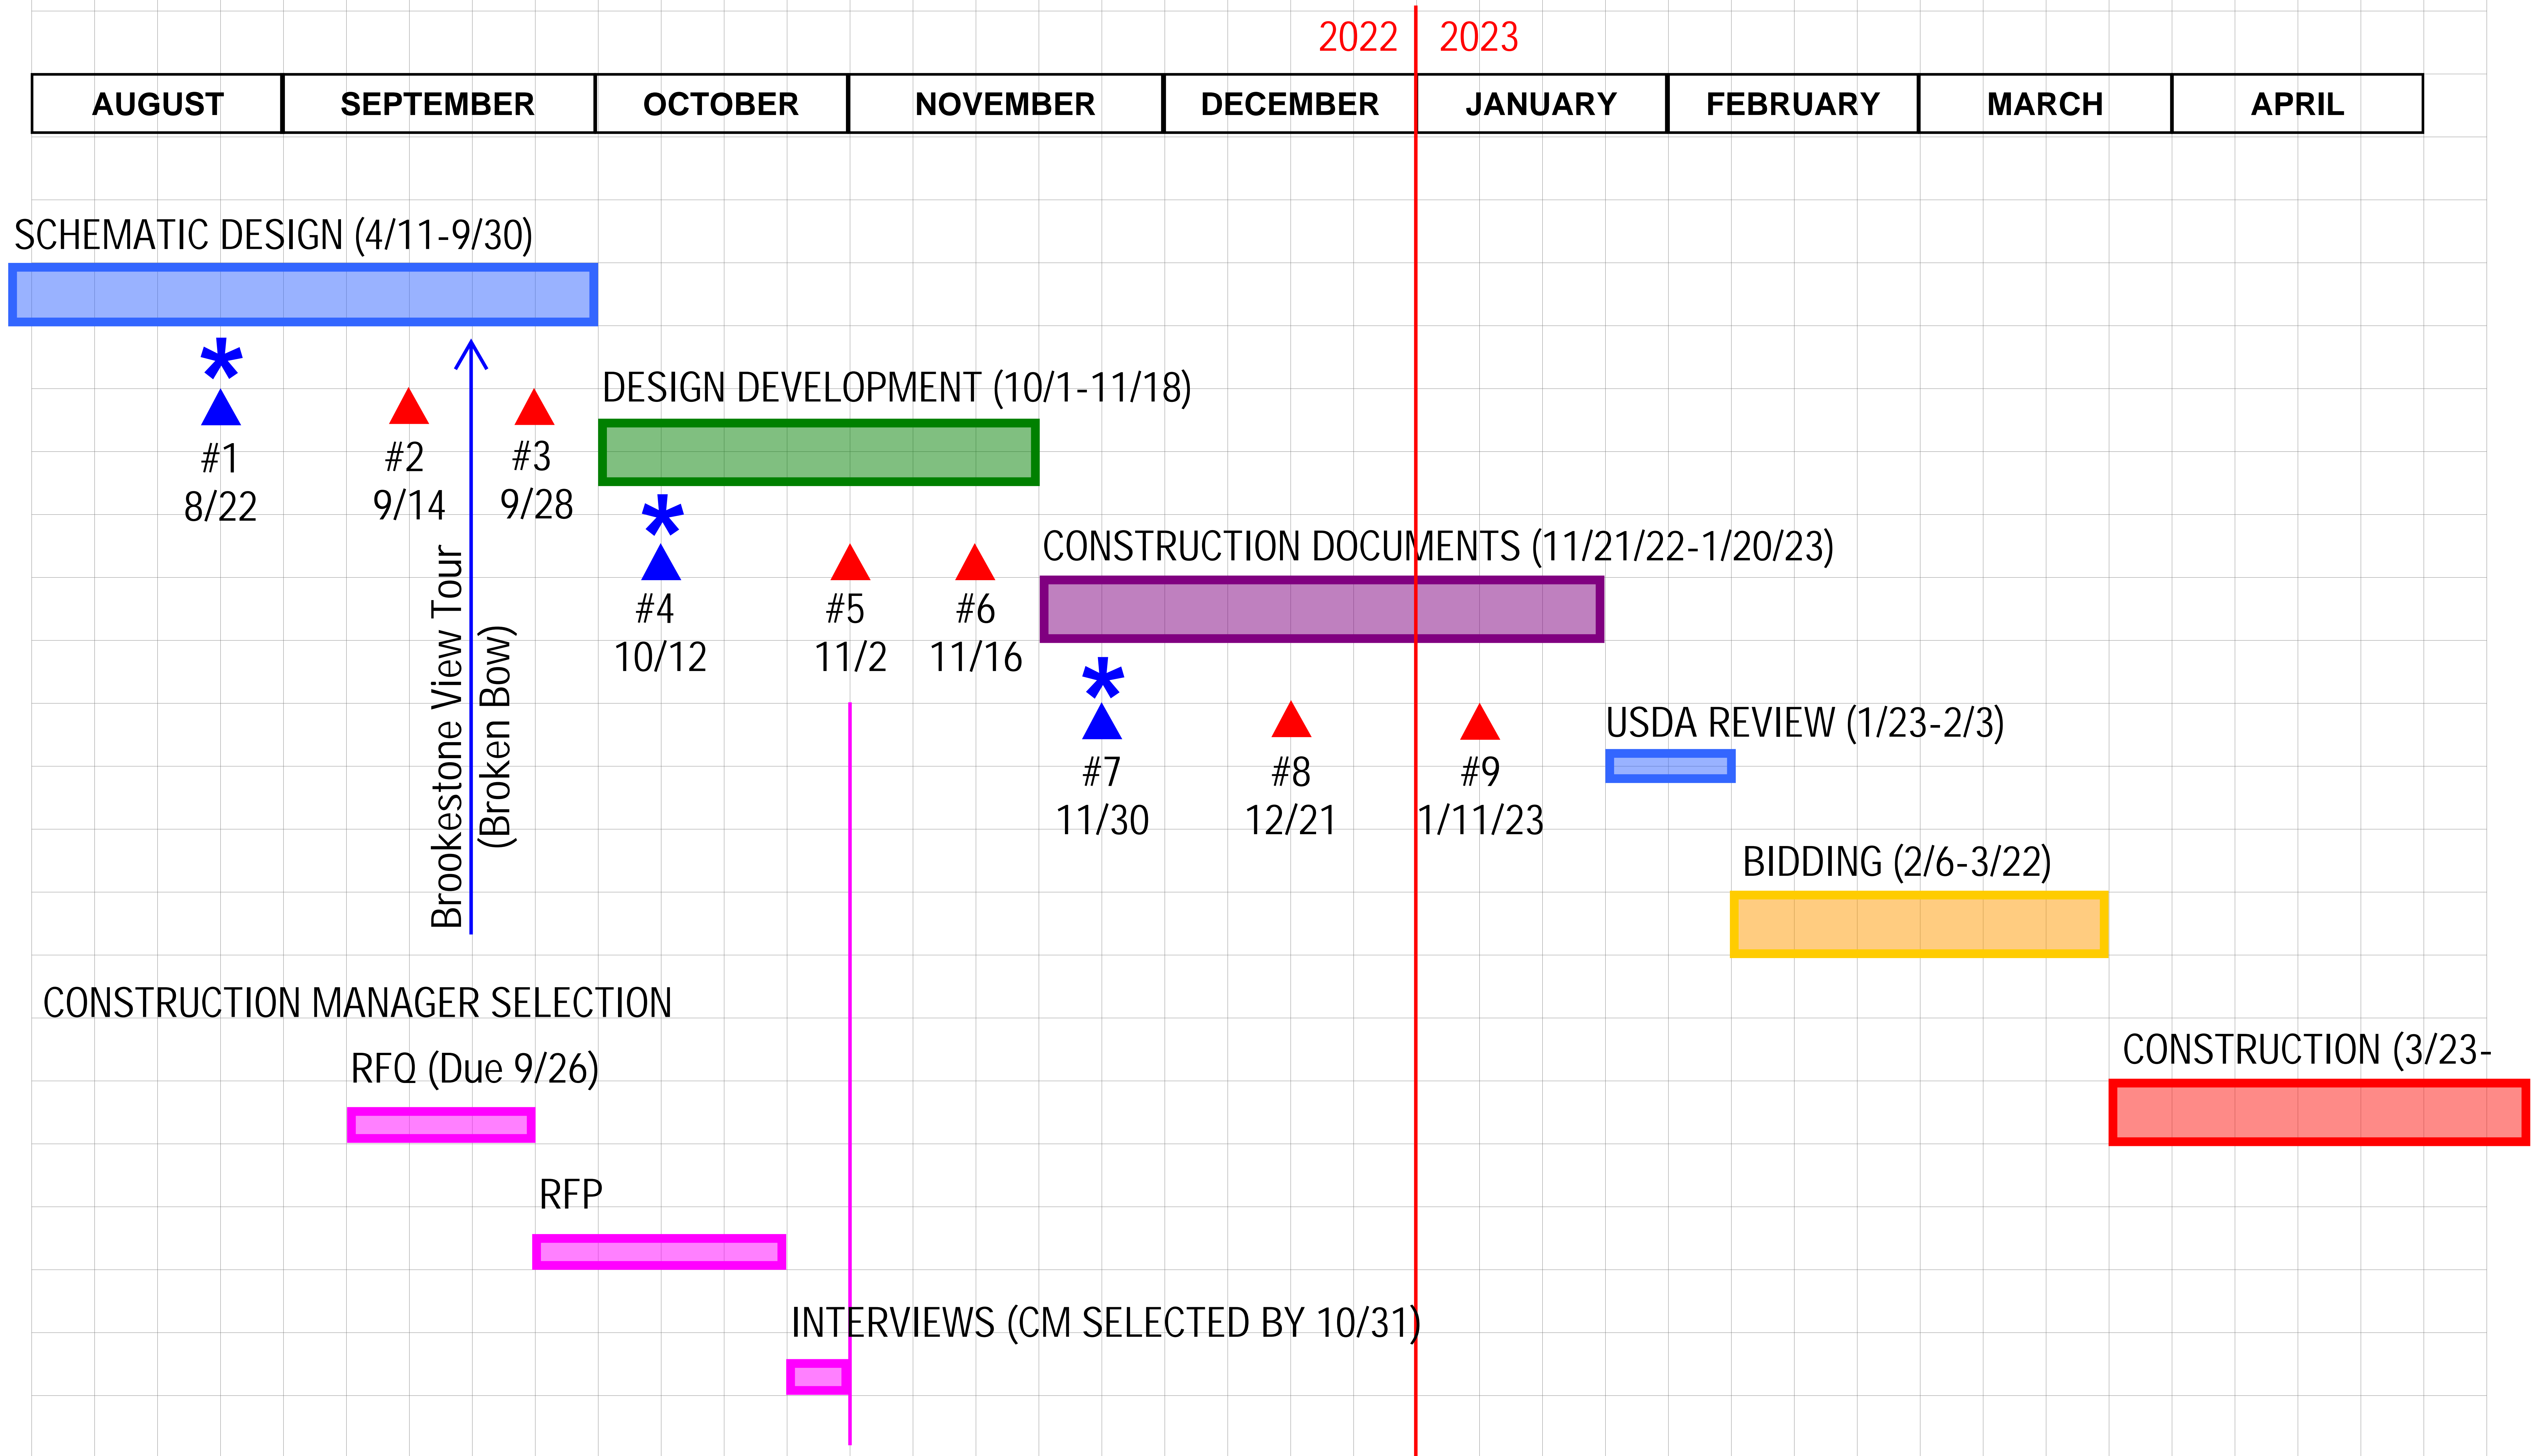 2022 2023
AUGUST SEPTEMBER OCTOBER NOVEMBER DECEMBER JANUARY FEBRUARY MARCH APRIL
SCHEMATIC DESIGN (4/11-9/30)
*
#1
8/22
#2
9/14
#3
9/28
Brookestone View Tour
(Broken Bow)
DESIGN DEVELOPMENT (10/1-11/18)
*
#4
10/12
#5
11/2
#6
11/16
CONSTRUCTION DOCUMENTS (11/21/22-1/20/23)
*
#7
11/30
#8
12/21
#9
1/11/23
USDA REVIEW (1/23-2/3)
BIDDING (2/6-3/22)
CONSTRUCTION (3/23-
CONSTRUCTION MANAGER SELECTION
RFQ (Due 9/26)
RFP
INTERVIEWS (CM SELECTED BY 10/31)